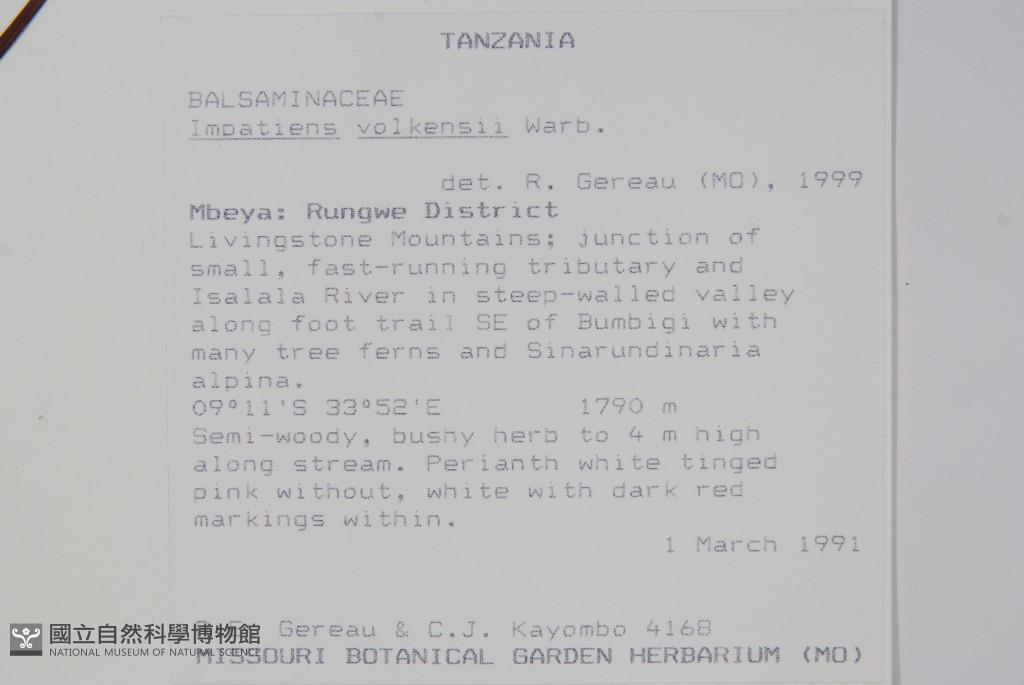 TANZANIA
BALSAMINACEAE
Impatiens volkensii Warb.
det. R. Gereau (MO), 1999
Mbeya: Rungwe District
Livingstone Mountains; junction of
small, fast-running tributary and
Isalala River in steep-walled valley
along foot trail SE of Bumbigi with
many tree ferns and Sinarundinaria
alpina.
09°11'S 33°52'E 1790 m
Semi-woody, bushy herb to 4 m high
along stream. Perianth white tinged
pink without, white with dark red
markings within.
1 March 1991
Gereau & C.J. Kayombo 4168
MISSOURI BOTANICAL GARDEN HERBARIUM (MO)
國立自然科學博物館
NATIONAL MUSEUM OF NATURAL SCIENCE